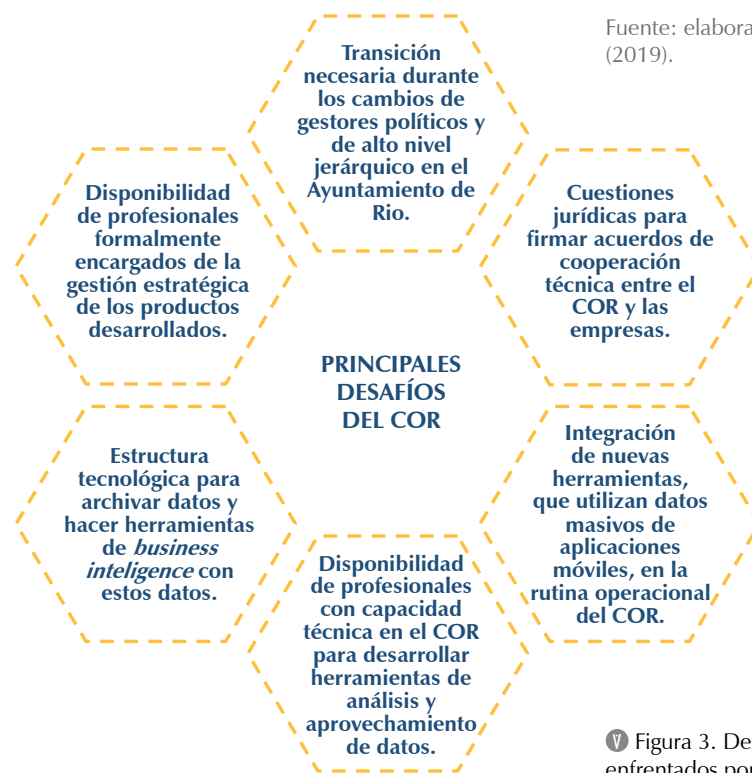 Fuente: elabora
(2019).
Transición
necesaria durante
los cambios de
gestores políticos y
de alto nivel
jerárquico en el
Ayuntamiento de
Rio.
Disponibilidad
de profesionales
formalmente
encargados de la
gestión estratégica
de los productos
desarrollados.
Cuestiones
jurídicas para
firmar acuerdos de
cooperación
técnica entre el
COR y las
empresas.
PRINCIPALES
DESAFÍOS
DEL COR
Estructura
tecnológica para
archivar datos y
hacer herramientas
de business
inteligence con
estos datos.
Integración
de nuevas
herramientas,
que utilizan datos
masivos de
aplicaciones
móviles, en la
rutina operacional
del COR.
Disponibilidad
de profesionales
con capacidad
técnica en el COR
para desarrollar
herramientas de
análisis y
aprovechamiento
de datos.
Figura 3. De
enfrentados por